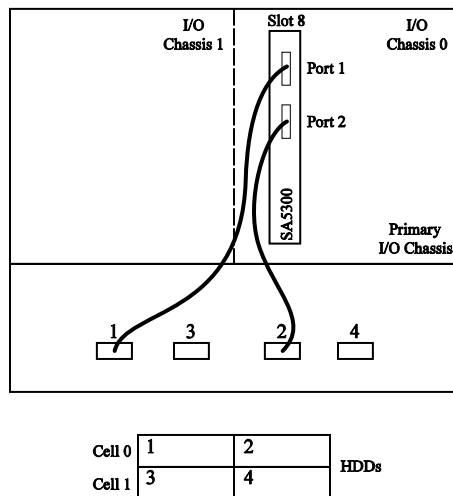 I/O
Chassis 1
Slot 8
I/O
Chassis 0
Port 1
Port 2
SA5300
Primary
I/O Chassis
1
3
2
4
Cell 0
1
2
HDDs
Cell 1
3
4